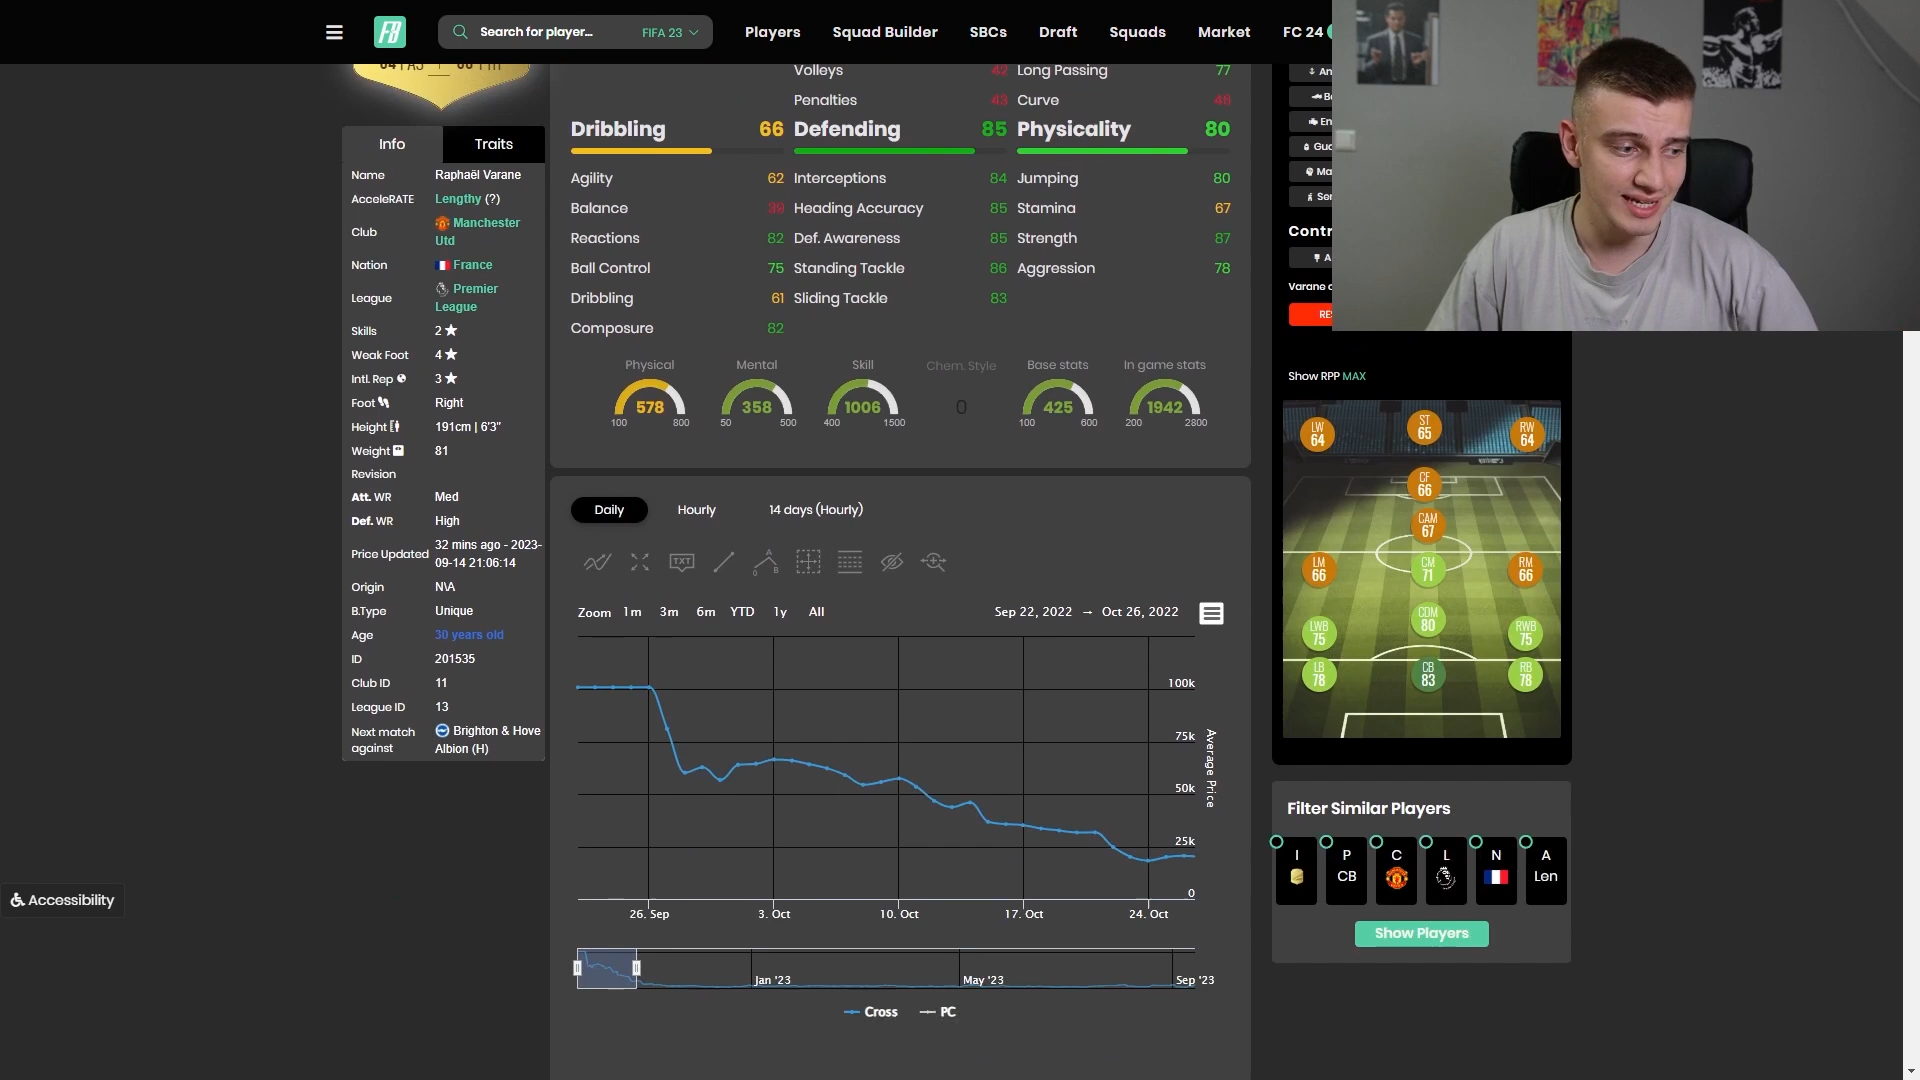 Search for player...
FIFA 23
Players
Squad Builder
SBCs
Draft
Squads
Market
FC 24
Info
Traits
Name Raphaël Varane
AcceleRATE Lengthy (?)
Club Manchester
Utd
Nation France
League Premier
League
Skills 2
Weak Foot 4
Intl. Rep 3
Foot Right
Height 191cm | 6'3"
Weight 81
Revision
Att. WR Med
Def. WR High
Price Updated 32 mins ago - 2023-
09-14 21:06:14
Origin N\A
B.Type Unique
Age 30 years old
ID 201535
Club ID 11
League ID 13
Next match
against
Brighton & Hove
Albion (H)
Volleys 42
Long Passing 77
Penalties 43
Curve 46
Dribbling 66
Defending 85
Physicality 80
Agility 62
Interceptions 84
Jumping 80
Balance 39
Heading Accuracy 85
Stamina 67
Reactions 82
Def. Awareness 85
Strength 87
Ball Control 75
Standing Tackle 86
Aggression 78
Dribbling 61
Sliding Tackle 83
Composure 82
Physical
578
100 800
Mental
358
50 500
Skill
1006
400 1500
Chem. Style
0
Base stats
425
100 600
In game stats
1942
200 2800
Daily
Hourly
14 days (Hourly)
TXT
Zoom 1m 3m 6m YTD 1y All
Sep 22, 2022 → Oct 26, 2022
100k
75k
50k
25k
0
Average Price
26. Sep
3. Oct
10. Oct
17. Oct
24. Oct
Jan '23
May '23
Sep '23
Cross
PC
An
En
Ma
Contr
Varane
RE
Show RPP MAX
LW
64
ST
65
RW
64
CF
66
CAM
67
LM
66
CM
71
RM
66
LWB
75
CDM
80
RWB
75
LB
78
CB
83
RB
78
Filter Similar Players
I
P
CB
C
L
N
A
Len
Show Players
Accessibility